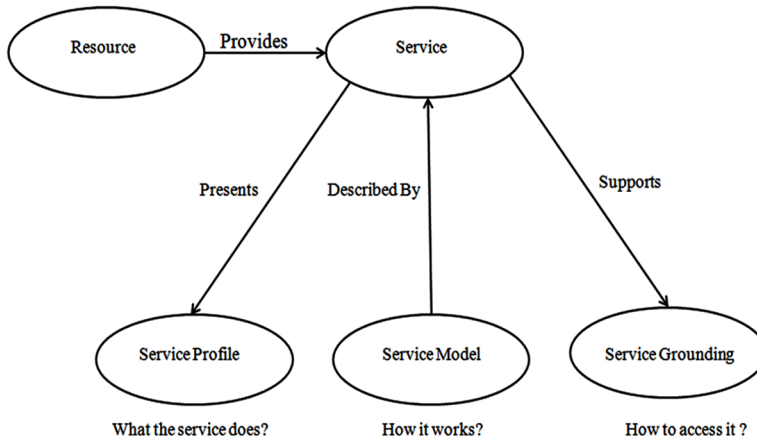 Resource
Provides
Service
Presents
Described By
Supports
Service Profile
Service Model
Service Grounding
What the service does?
How it works?
How to access it ?